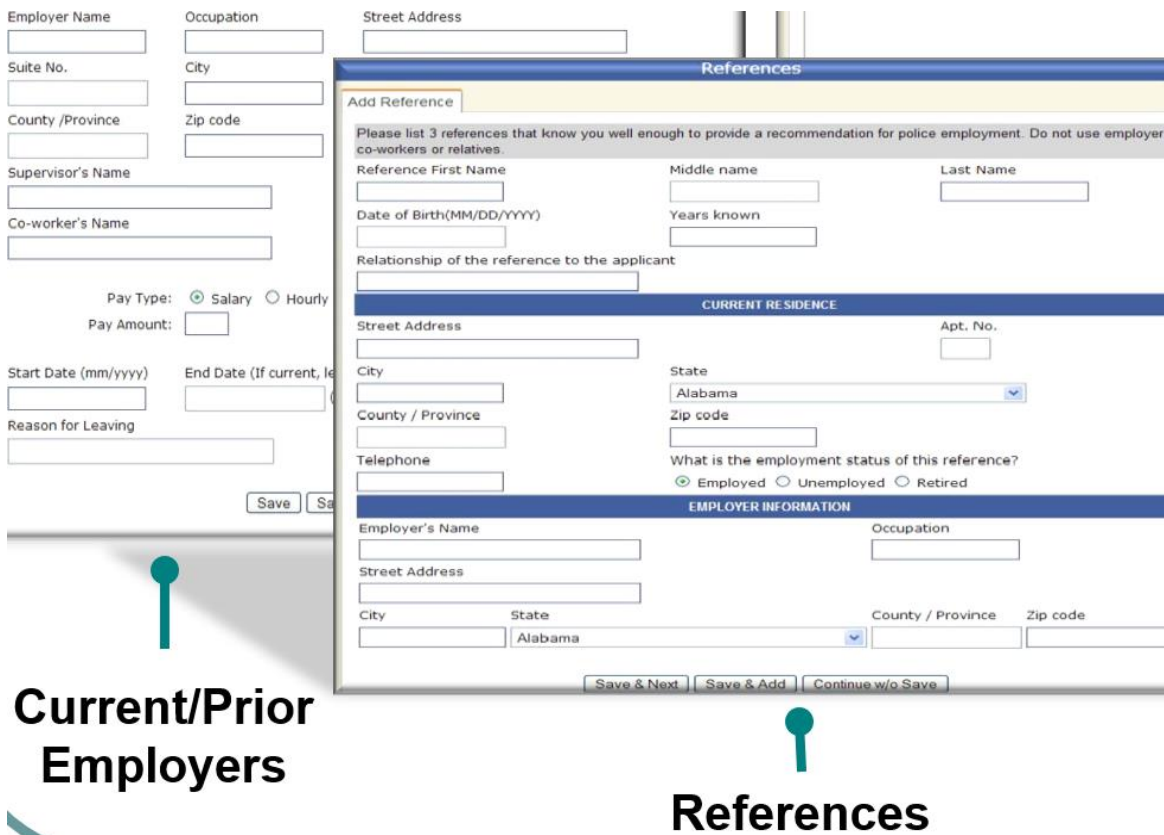 Employer Name Occupation Street Address
Suite No. City
County /Province Zip code
Supervisor's Name
Co-worker's Name
Pay Type: Salary Hourly
Pay Amount:
Start Date (mm/yyyy) End Date (If current, le
Reason for Leaving
Save Sa
References
Add Reference
Please list 3 references that know you well enough to provide a recommendation for police employment. Do not use employer
co-workers or relatives.
Reference First Name Middle name Last Name
Date of Birth(MM/DD/YYYY) Years known
Relationship of the reference to the applicant
CURRENT RESIDENCE
Street Address Apt. No.
City State
Alabama
County / Province Zip code
Telephone What is the employment status of this reference?
Employed Unemployed Retired
EMPLOYER INFORMATION
Employer's Name Occupation
Street Address
City State County / Province Zip code
Alabama
Save & Next Save & Add Continue w/o Save
Current/Prior
Employers
References